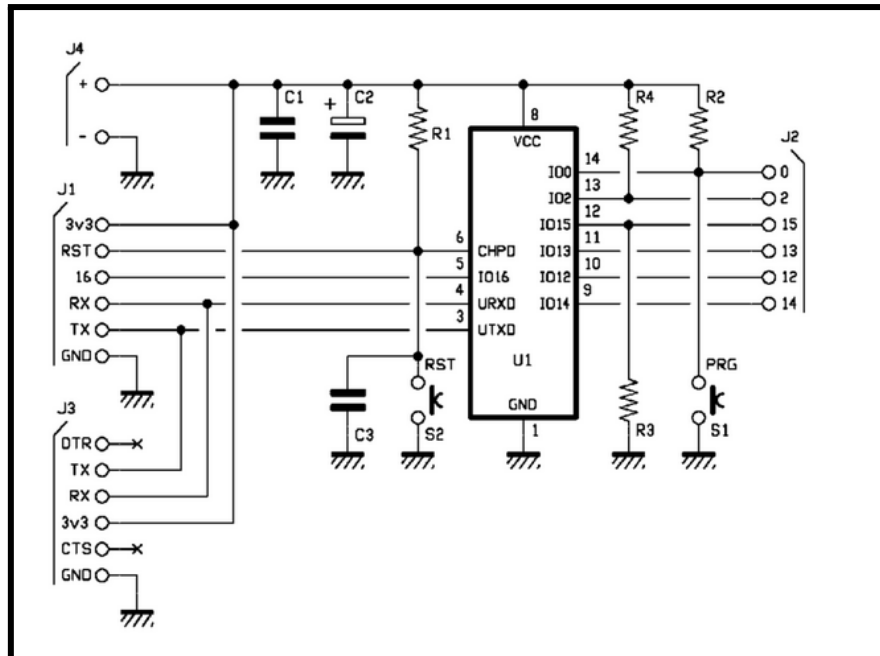 J4
+
-
C1
+ C2
R1
8
VCC
R4
R2
J2
J1
3v3
RST
16
RX
TX
GND
6
5
4
3
CHPD
IO16
URXD
UTXD
U1
GND
1
IO0
IO2
IO15
IO13
IO12
IO14
14
13
12
11
10
9
0
2
15
13
12
14
C3
RST
S2
R3
PRG
S1
J3
DTR
TX
RX
3v3
CTS
GND